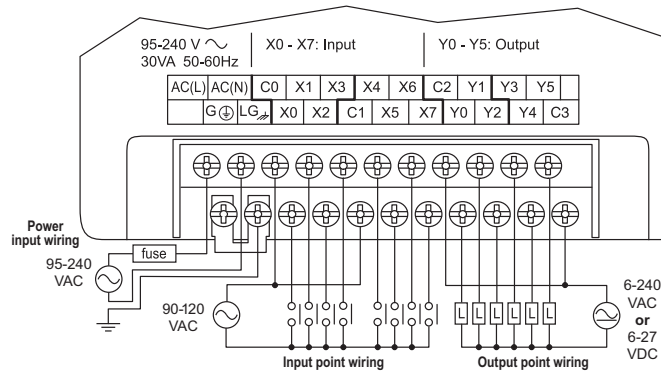 95-240 V ∿ X0 - X7: Input Y0 - Y5: Output
30VA 50-60Hz
AC(L) AC(N) C0 X1 X3 X4 X6 C2 Y1 Y3 Y5
G LG X0 X2 C1 X5 X7 Y0 Y2 Y4 C3
Power
input wiring
fuse
95-240
VAC
90-120
VAC
L L L L L L
6-240
VAC
or
6-27
VDC
Input point wiring Output point wiring